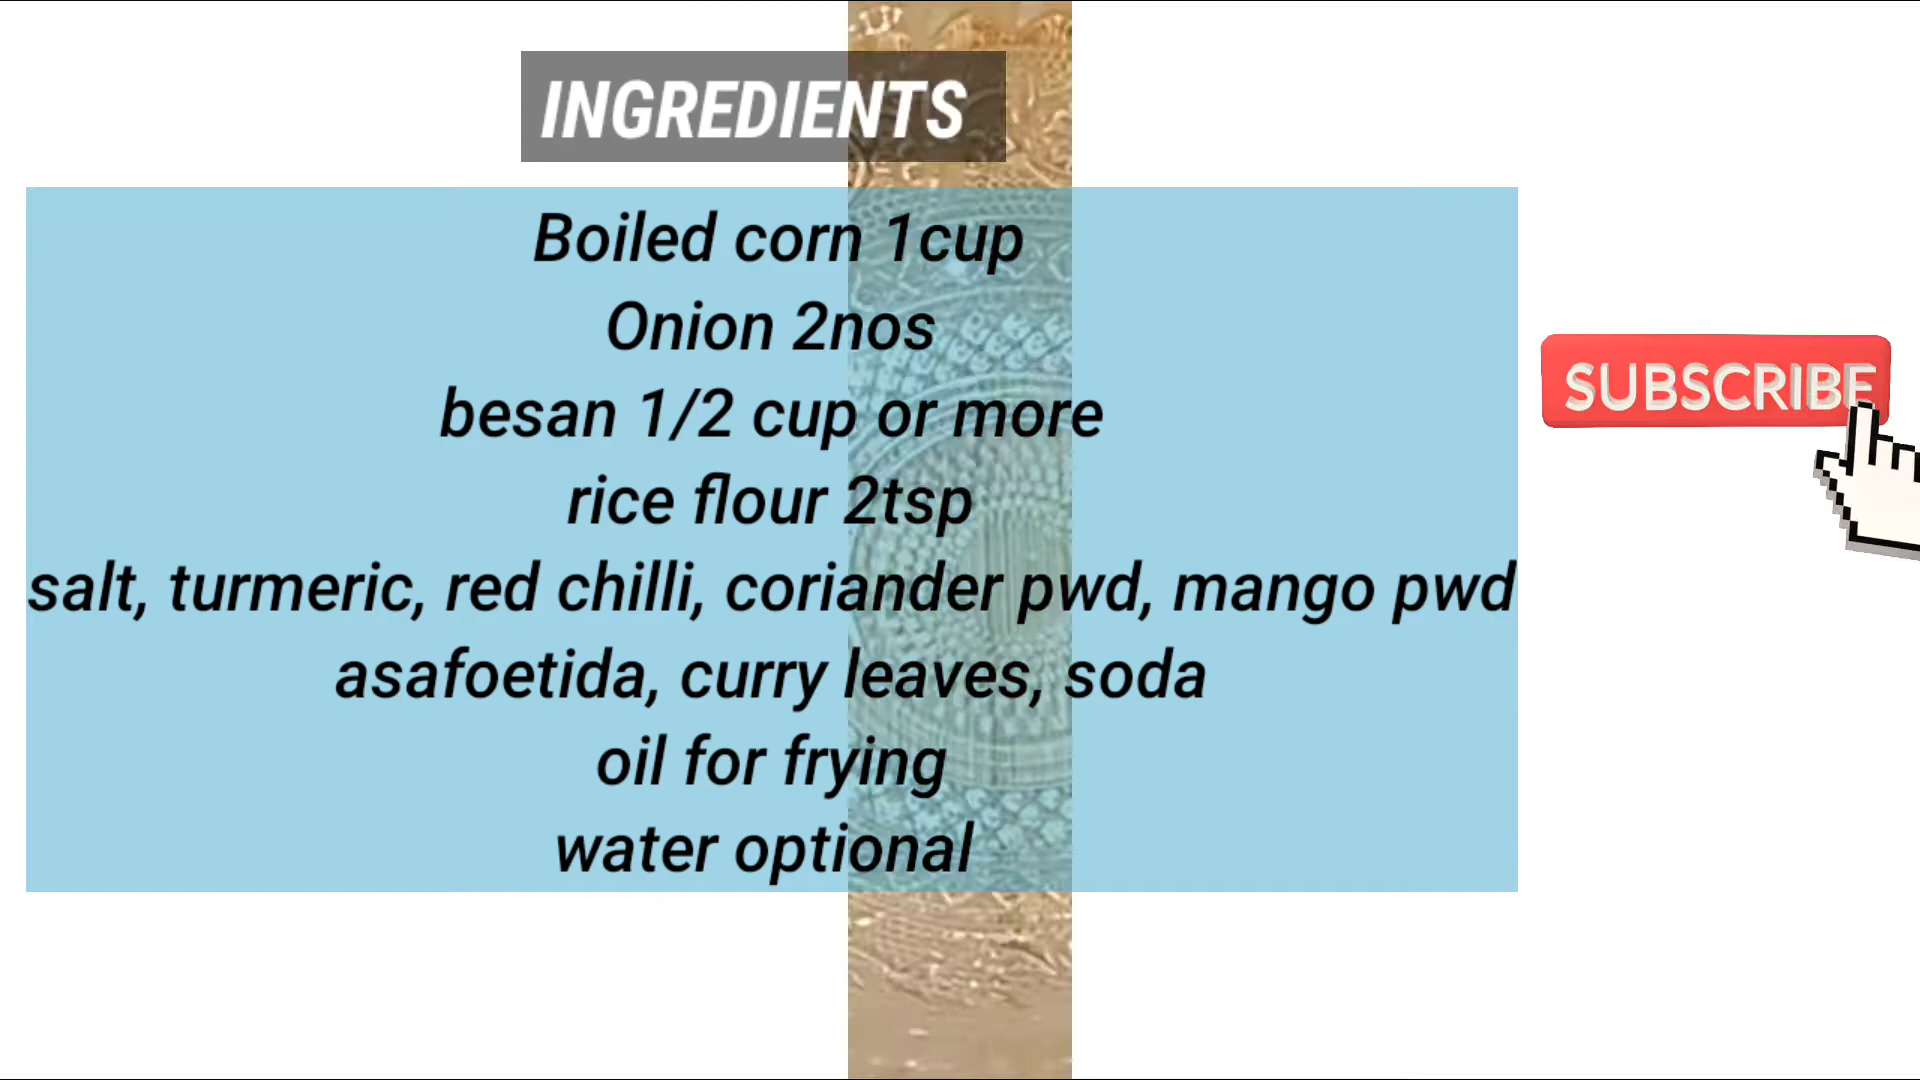 INGREDIENTS
Boiled corn 1cup
Onion 2nos
besan 1/2 cup or more
rice flour 2tsp
salt, turmeric, red chilli, coriander pwd, mango pwd
asafoetida, curry leaves, soda
oil for frying
water optional
SUBSCRIBE